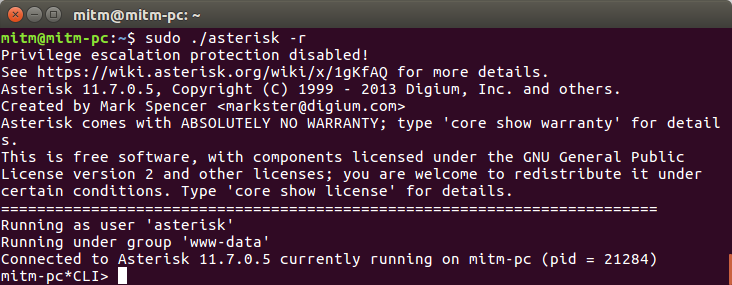 mitm@mitm-pc: ~
mitm@mitm-pc:~$ sudo ./asterisk -r
Privilege escalation protection disabled!
See https://wiki.asterisk.org/wiki/x/1gKfAQ for more details.
Asterisk 11.7.0.5, Copyright (C) 1999 - 2013 Digium, Inc. and others.
Created by Mark Spencer <markster@digium.com>
Asterisk comes with ABSOLUTELY NO WARRANTY; type 'core show warranty' for detail
s.
This is free software, with components licensed under the GNU General Public
License version 2 and other licenses; you are welcome to redistribute it under
certain conditions. Type 'core show license' for details.
=========================================================================
Running as user 'asterisk'
Running under group 'www-data'
Connected to Asterisk 11.7.0.5 currently running on mitm-pc (pid = 21284)
mitm-pc*CLI>